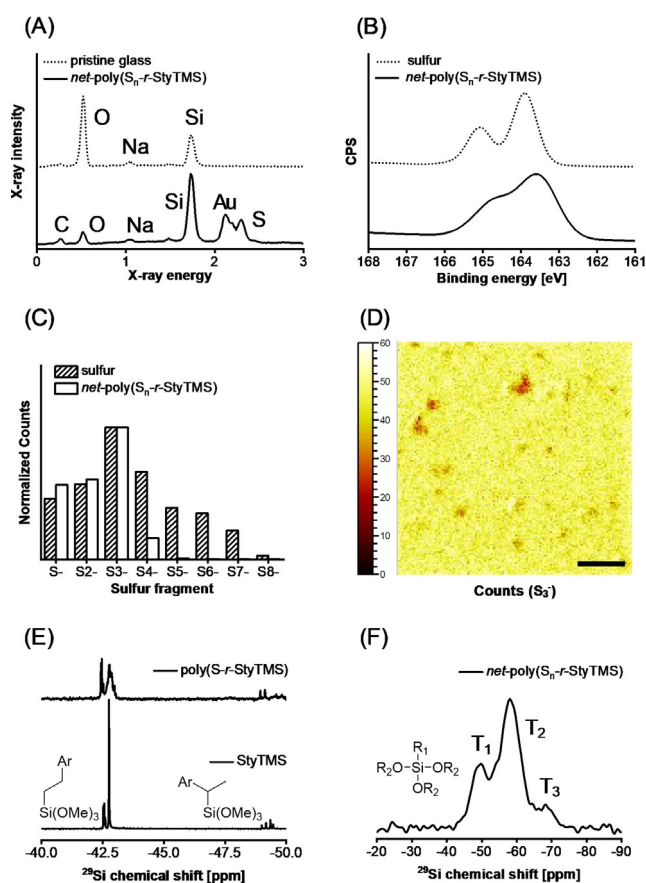 (A)
pristine glass
net-poly(Sₙ-r-StyTMS)
X-ray intensity
O
Na
Si
C
O
Na
Si
Au
S
0 1 2 3
X-ray energy
(B)
sulfur
net-poly(Sₙ-r-StyTMS)
CPS
168 167 166 165 164 163 162 161
Binding energy [eV]
(C)
sulfur
net-poly(Sₙ-r-StyTMS)
Normalized Counts
S- S2- S3- S4- S5- S6- S7- S8-
Sulfur fragment
(D)
60
50
40
30
20
10
0
Counts (S₃⁻)
(E)
poly(S-r-StyTMS)
StyTMS
Ar
Si(OMe)₃
Ar
Si(OMe)₃
-40.0 -42.5 -45.0 -47.5 -50.0
²⁹Si chemical shift [ppm]
(F)
net-poly(Sₙ-r-StyTMS)
T₁
T₂
T₃
R₁
R₂O-Si-OR₂
OR₂
-20 -30 -40 -50 -60 -70 -80 -90
²⁹Si chemical shift [ppm]